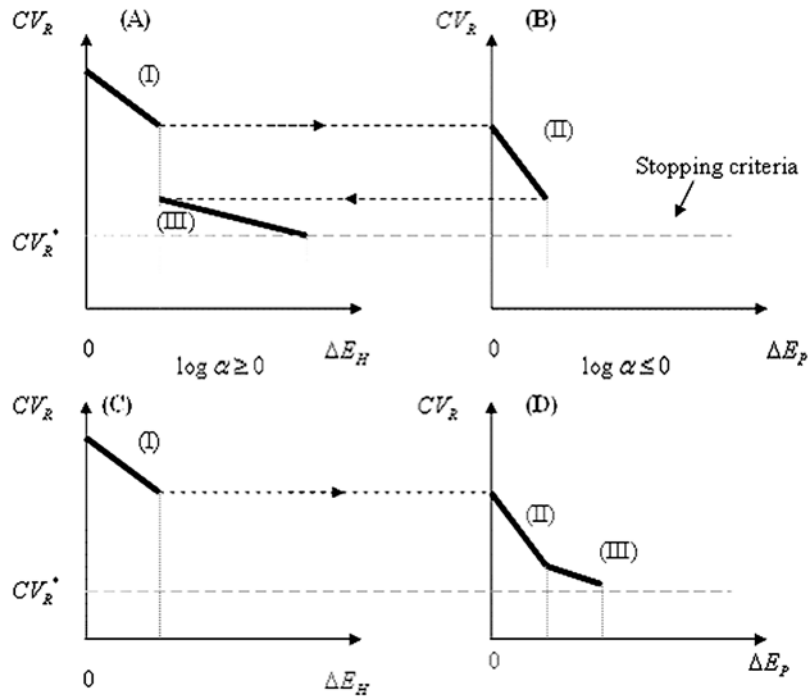 CV_R (A) CV_R (B)
(I)
(II)
Stopping criteria
(III)
CV_R^*
0 log α ≥ 0 ΔE_H 0 log α ≤ 0 ΔE_P
CV_R (C) CV_R (D)
(I)
(II)
(III)
CV_R^*
0 ΔE_H 0 ΔE_P